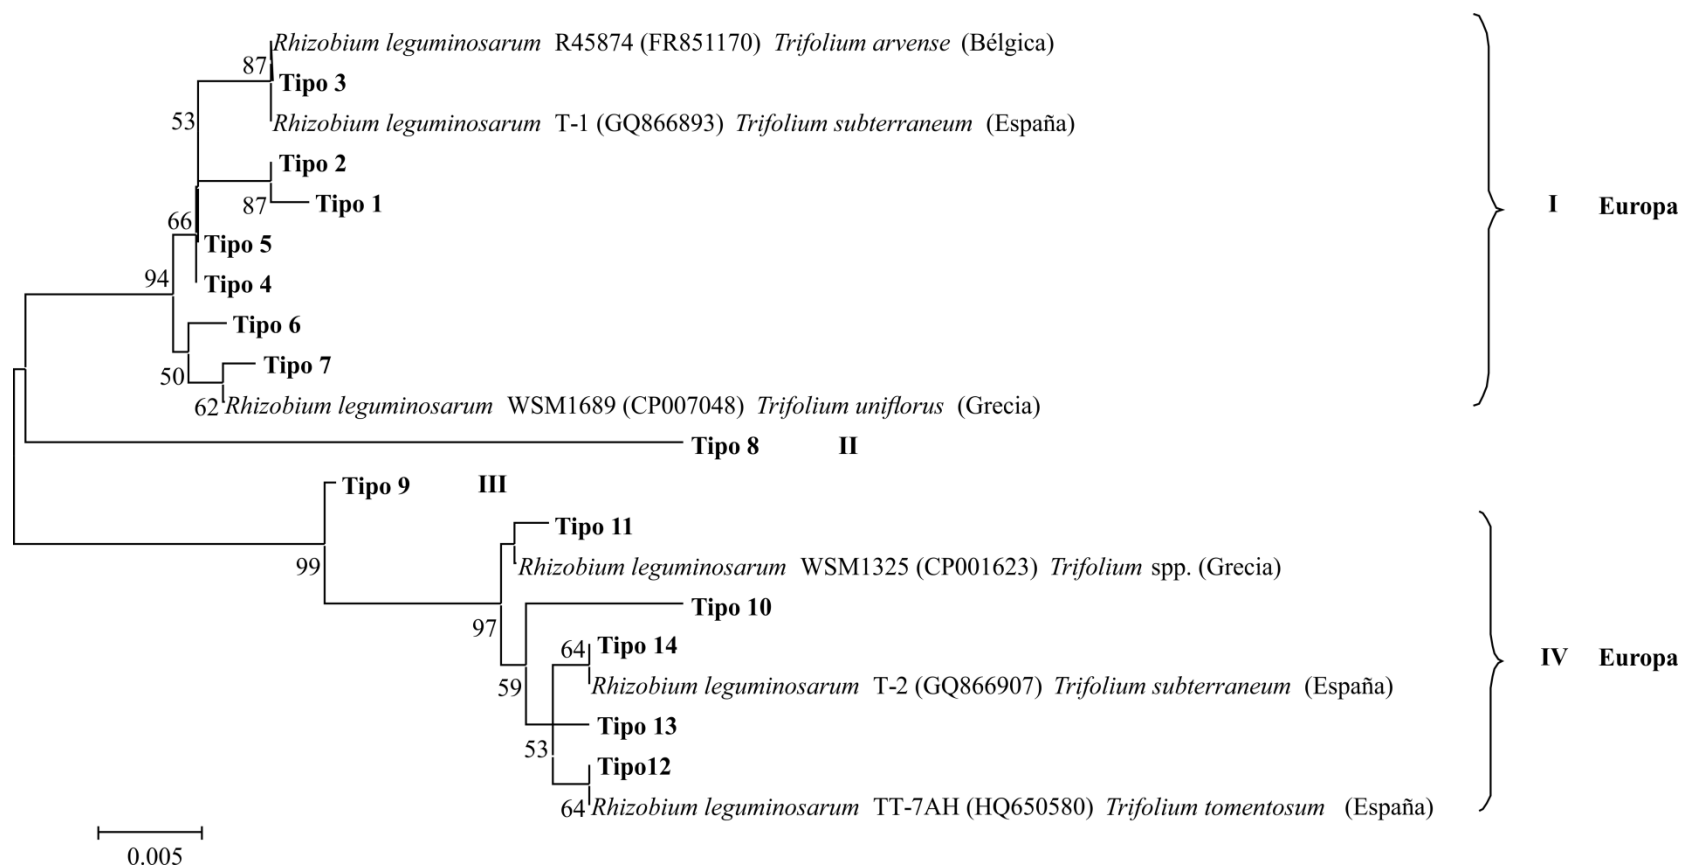 Rhizobium leguminosarum R45874 (FR851170) Trifolium arvense (Bélgica)
87
Tipo 3
53
Rhizobium leguminosarum T-1 (GQ866893) Trifolium subterraneum (España)
Tipo 2
87
Tipo 1
I Europa
66
Tipo 5
94
Tipo 4
Tipo 6
Tipo 7
50
62 Rhizobium leguminosarum WSM1689 (CP007048) Trifolium uniflorus (Grecia)
Tipo 8 II
Tipo 9 III
Tipo 11
99
Rhizobium leguminosarum WSM1325 (CP001623) Trifolium spp. (Grecia)
Tipo 10
97
64
Tipo 14
IV Europa
59
Rhizobium leguminosarum T-2 (GQ866907) Trifolium subterraneum (España)
Tipo 13
53
Tipo12
64 Rhizobium leguminosarum TT-7AH (HQ650580) Trifolium tomentosum (España)
0.005